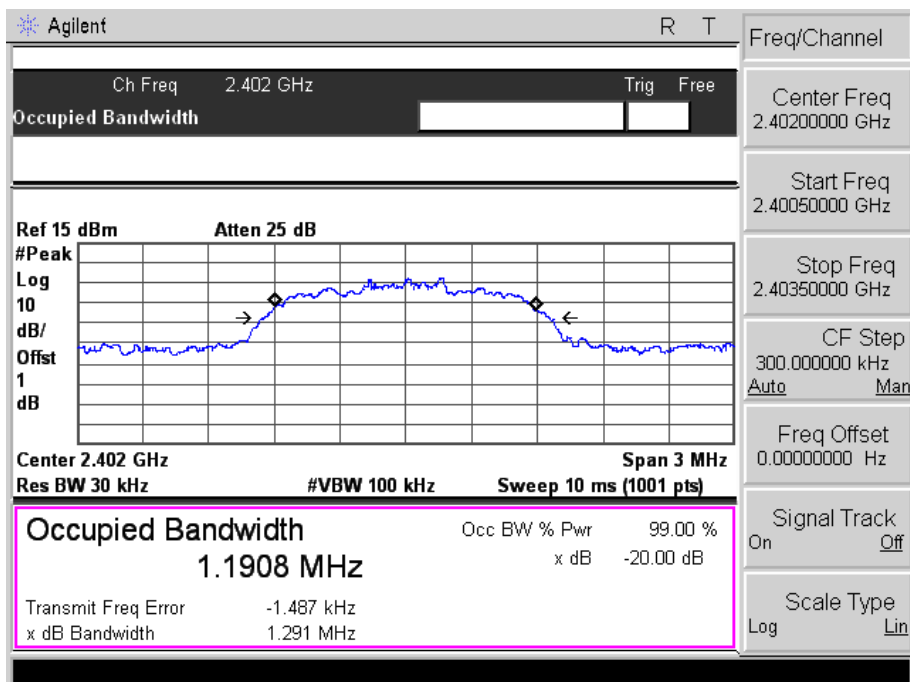 Agilent R T
Ch Freq 2.402 GHz Trig Free
Occupied Bandwidth
Ref 15 dBm Atten 25 dB
#Peak
Log
10
dB/
Offst
1
dB
Center 2.402 GHz Span 3 MHz
Res BW 30 kHz #VBW 100 kHz Sweep 10 ms (1001 pts)
Occupied Bandwidth
1.1908 MHz
Occ BW % Pwr 99.00 %
x dB -20.00 dB
Transmit Freq Error -1.487 kHz
x dB Bandwidth 1.291 MHz
Freq/Channel
Center Freq
2.40200000 GHz
Start Freq
2.40050000 GHz
Stop Freq
2.40350000 GHz
CF Step
300.000000 kHz
Auto Man
Freq Offset
0.00000000 Hz
Signal Track
On Off
Scale Type
Log Lin